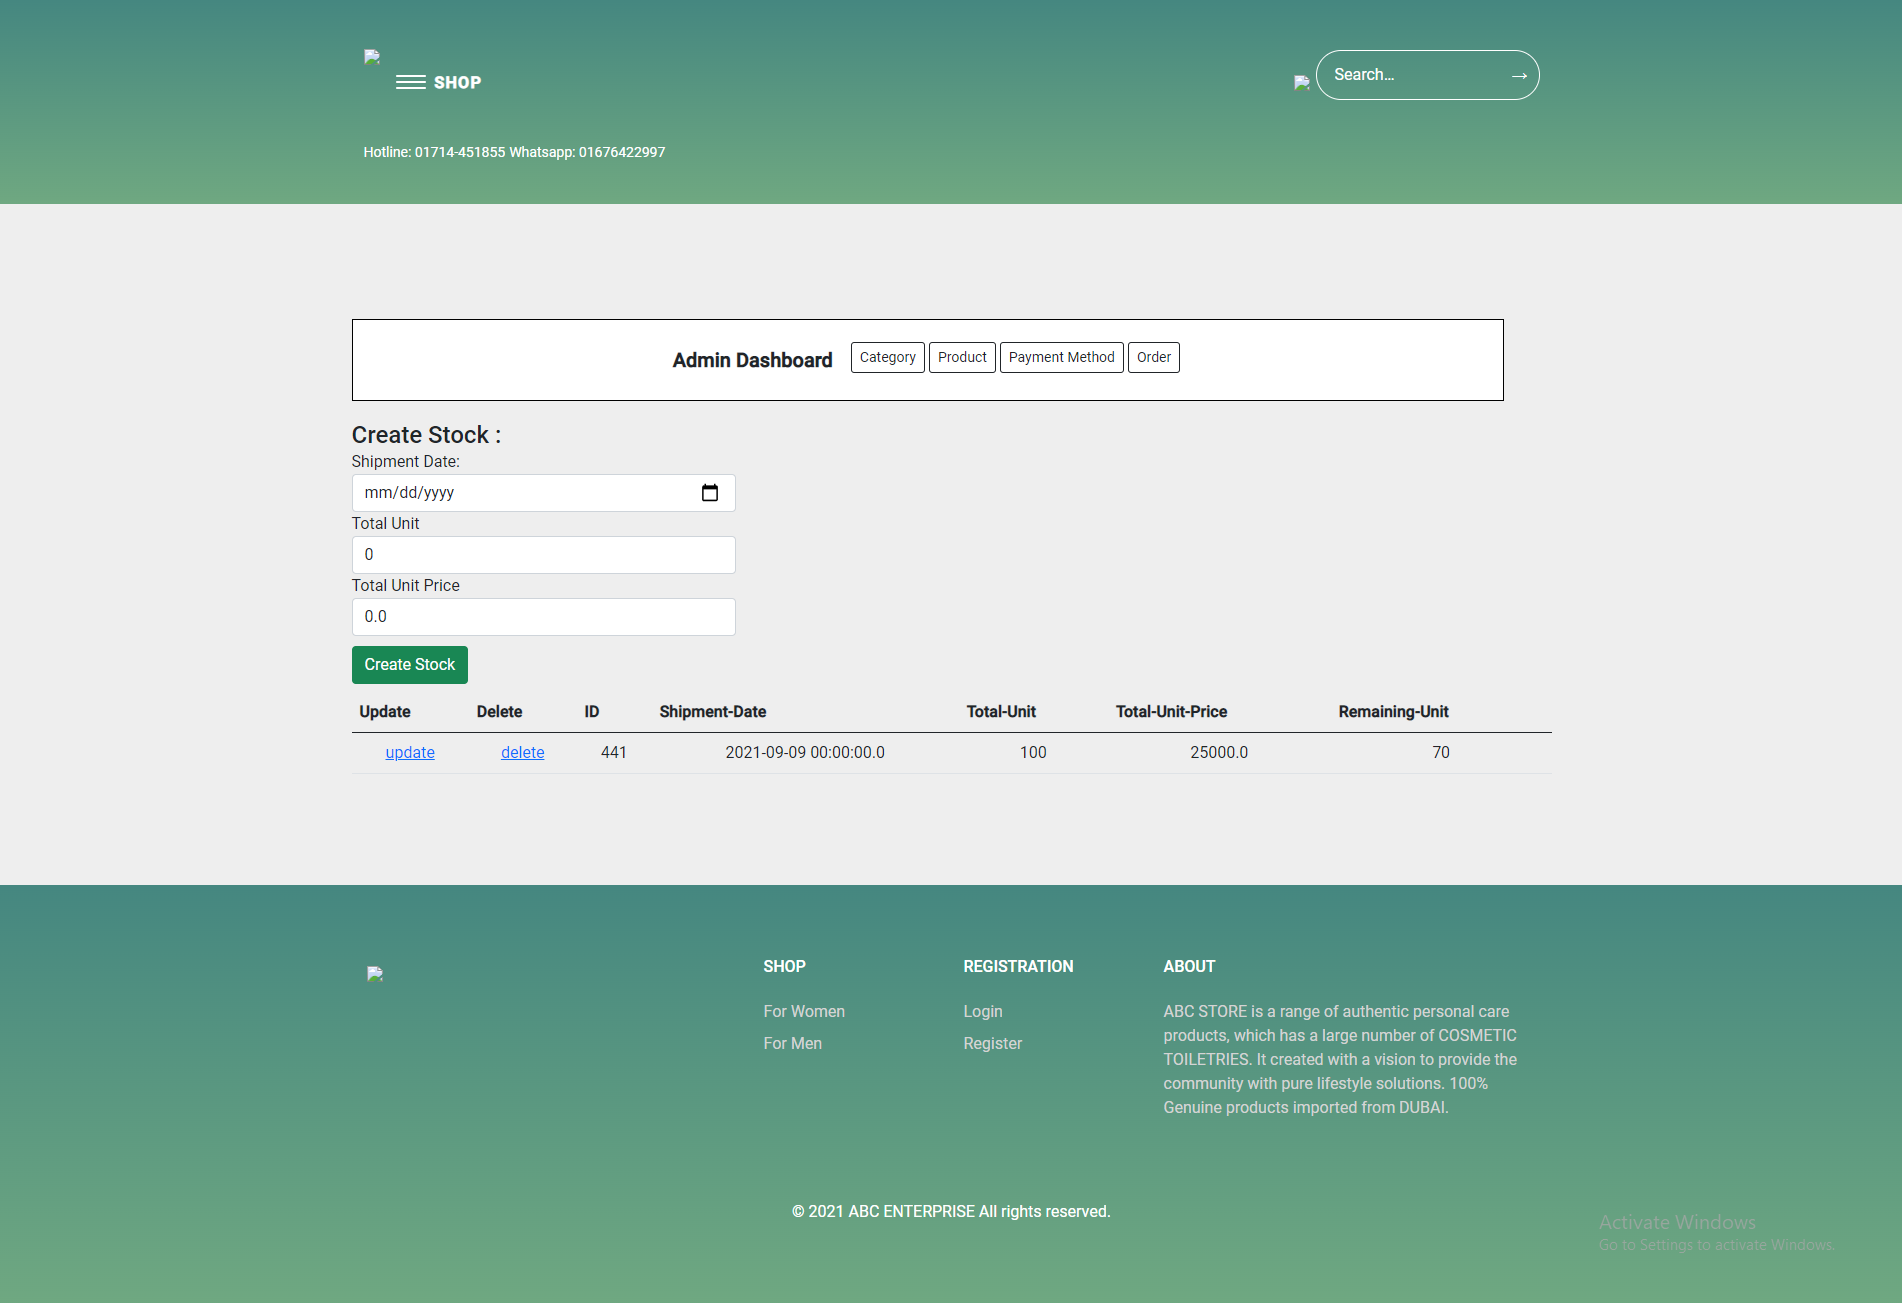 SHOP
Search...
Hotline: 01714-451855 Whatsapp: 01676422997
Admin Dashboard Category Product Payment Method Order
Create Stock :
Shipment Date:
mm/dd/yyyy
Total Unit
0
Total Unit Price
0.0
Create Stock
Update Delete ID Shipment-Date Total-Unit Total-Unit-Price Remaining-Unit
update delete 441 2021-09-09 00:00:00.0 100 25000.0 70
SHOP
For Women
For Men
REGISTRATION
Login
Register
ABOUT
ABC STORE is a range of authentic personal care
products, which has a large number of COSMETIC
TOILETRIES. It created with a vision to provide the
community with pure lifestyle solutions. 100%
Genuine products imported from DUBAI.
© 2021 ABC ENTERPRISE All rights reserved.
Activate Windows
Go to Settings to activate Windows.